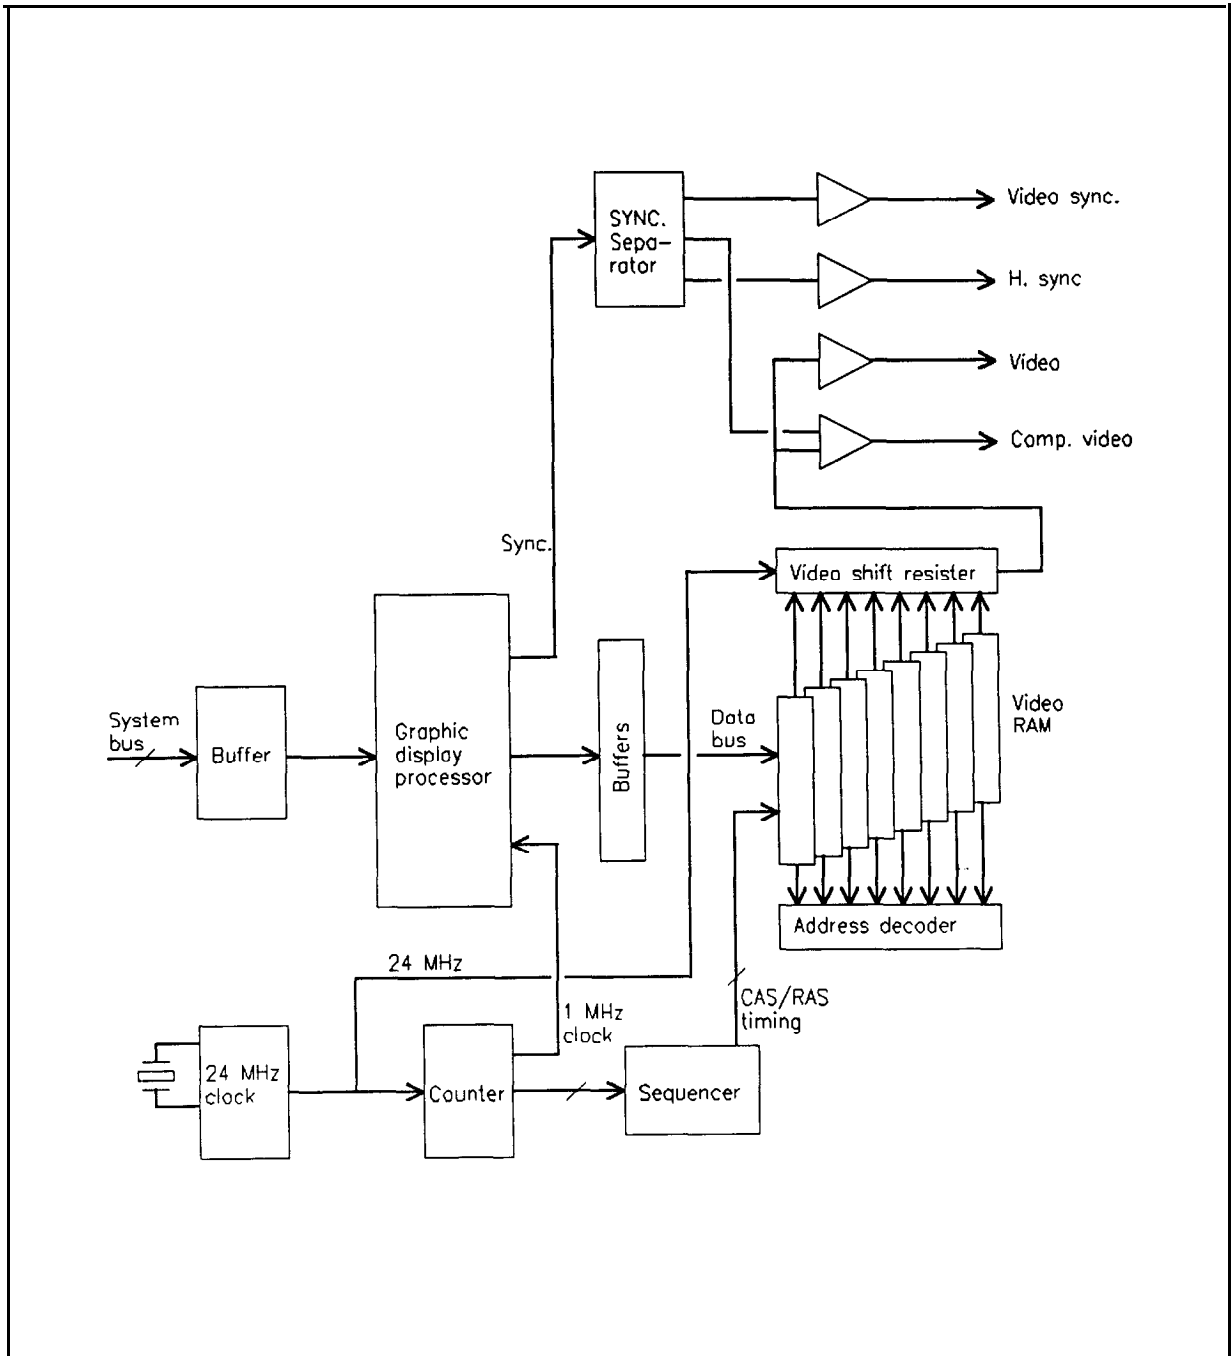 Video sync.
SYNC.
Sepa-
rator
H. sync
Video
Comp. video
Sync.
Video shift resister
System
bus
Buffer
Graphic
display
processor
Buffers
Data
bus
Video
RAM
Address decoder
24 MHz
1 MHz
clock
CAS/RAS
timing
24 MHz
clock
Counter
Sequencer